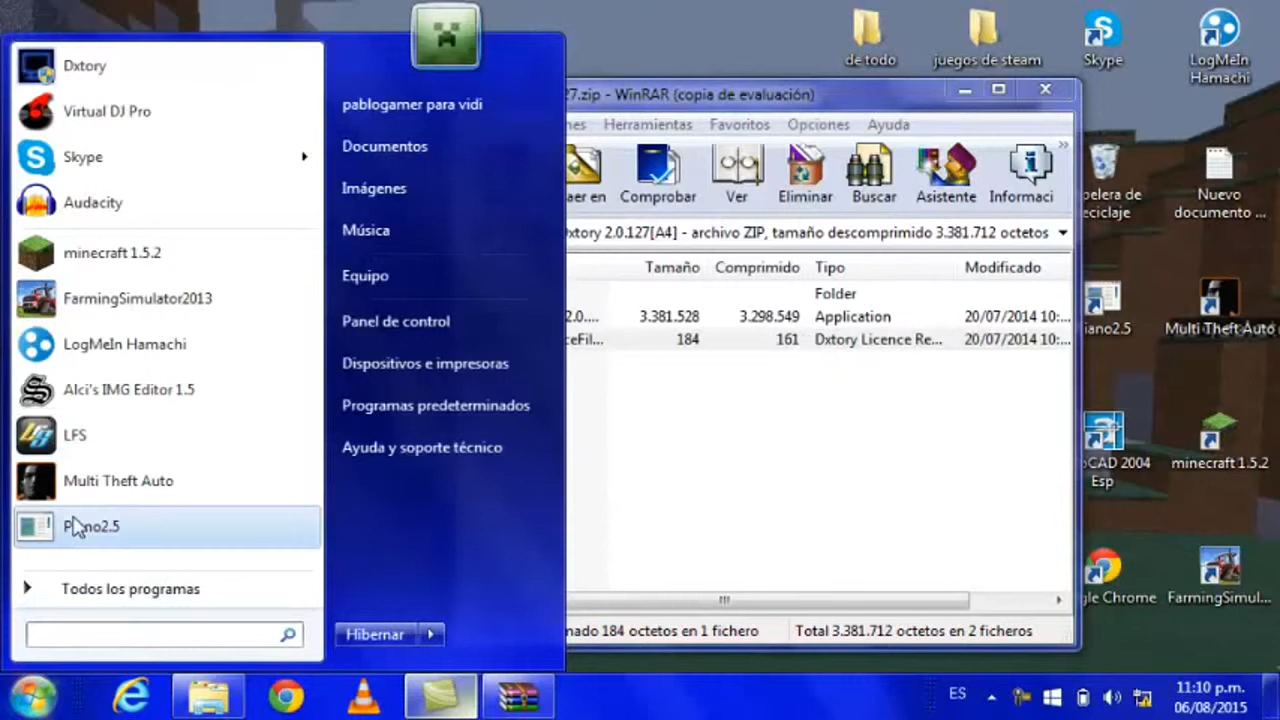 Dxtory
Virtual DJ Pro
Skype
Audacity
minecraft 1.5.2
FarmingSimulator2013
LogMeIn Hamachi
Alci's IMG Editor 1.5
LFS
Multi Theft Auto
Todos los programas
pablogamer para vidi
Documentos
Imágenes
Música
Equipo
Panel de control
Dispositivos e impresoras
Programas predeterminados
Ayuda y soporte técnico
Hibernar
27.zip - WinRAR (copia de evaluación)
nes Herramientas Favoritos Opciones Ayuda
aer en Comprobar Ver Eliminar Buscar Asistente Informaci
Dxtory 2.0.127[A4] - archivo ZIP, tamaño descomprimido 3.381.712 octetos
Tamaño Comprimido Tipo Modificado
Folder
2.0.... 3.381.528 3.298.549 Application 20/07/2014 10:...
ceFil... 184 161 Dxtory Licence Re... 20/07/2014 10:...
nado 184 octetos en 1 fichero
Total 3.381.712 octetos en 2 ficheros
de todo
juegos de steam
Skype
LogMeIn
Hamachi
pelera de
eciclaje
Nuevo
documento ...
iano2.5
Multi Theft Auto
oCAD 2004
Esp
minecraft 1.5.2
gle Chrome
FarmingSimul...
ES
11:10 p.m.
06/08/2015